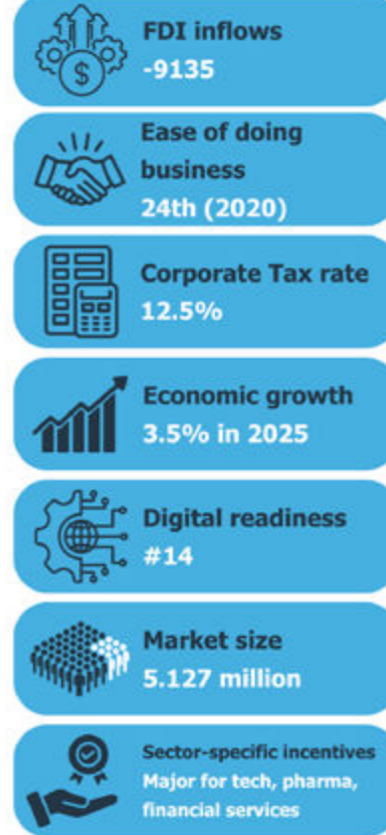 FDI inflows
-9135
Ease of doing
business
24th (2020)
Corporate Tax rate
12.5%
Economic growth
3.5% in 2025
Digital readiness
#14
Market size
5.127 million
Sector-specific incentives
Major for tech, pharma,
financial services